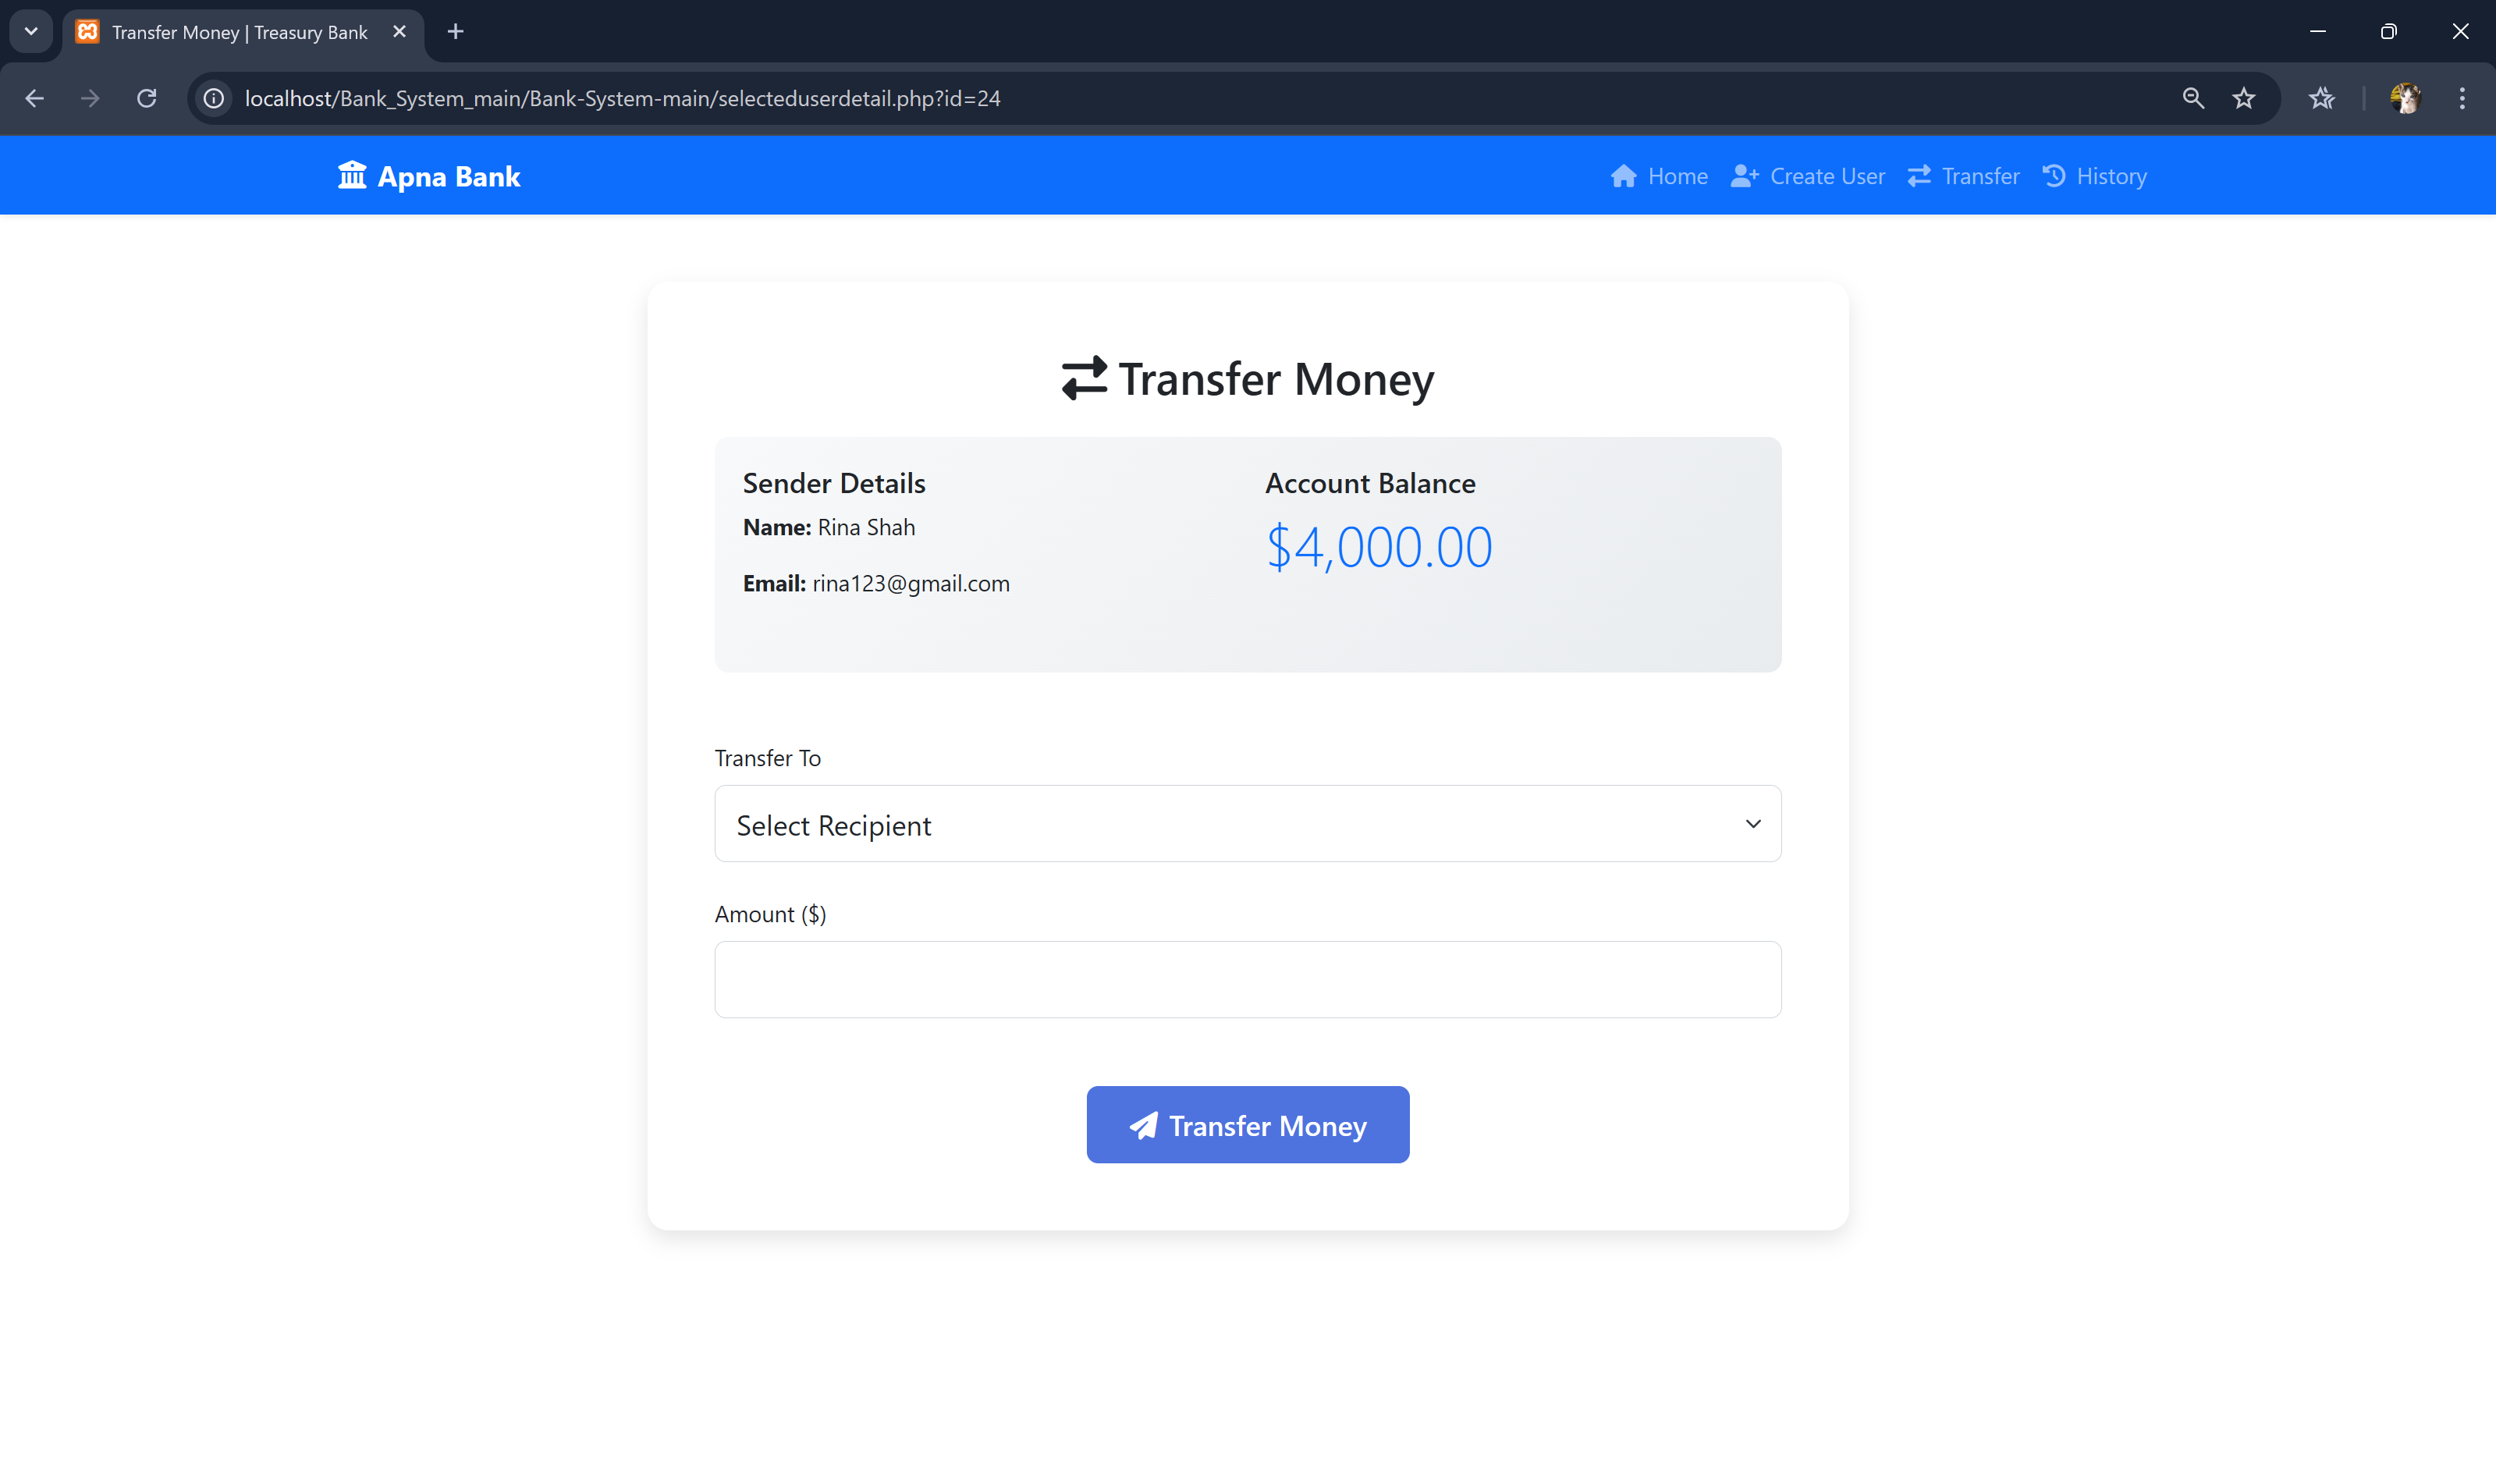 Transfer Money | Treasury Bank
localhost/Bank_System_main/Bank-System-main/selecteduserdetail.php?id=24
Apna Bank
Home Create User Transfer History
Transfer Money
Sender Details
Name: Rina Shah
Email: rina123@gmail.com
Account Balance
$4,000.00
Transfer To
Select Recipient
Amount ($)
Transfer Money